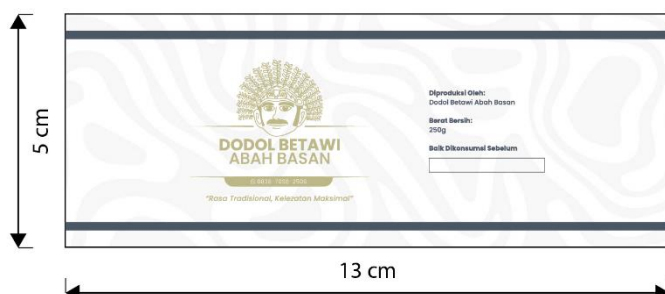 5 cm
DODOL BETAWI
ABAH BASAN
"Rasa Tradisional, Kelezatan Maksimal"
Diproduksi Oleh:
Dodol Betawi Abah Basan
Berat Bersih:
250g
Baik Dikonsumsi Sebelum
13 cm